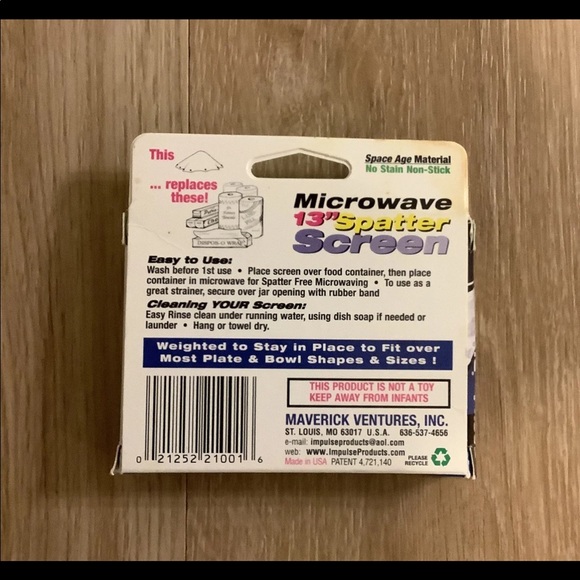 This
... replaces
these!
DISPOS-O WRAP
Space Age Material
No Stain Non-Stick
Microwave
13" Spatter
Screen
Easy to Use:
Wash before 1st use • Place screen over food container, then place
container in microwave for Spatter Free Microwaving • To use as a
great strainer, secure over jar opening with rubber band
Cleaning YOUR Screen:
Easy Rinse clean under running water, using dish soap if needed or
launder • Hang or towel dry.
Weighted to Stay in Place to Fit over
Most Plate & Bowl Shapes & Sizes !
THIS PRODUCT IS NOT A TOY
KEEP AWAY FROM INFANTS
MAVERICK VENTURES, INC.
ST. LOUIS, MO 63017 U.S.A. 636-537-4656
e-mail: impulseproducts@aol.com
web: www.ImpulseProducts.com
Made in USA PATENT 4,721,140
PLEASE
RECYCLE
0 21252 21001 6